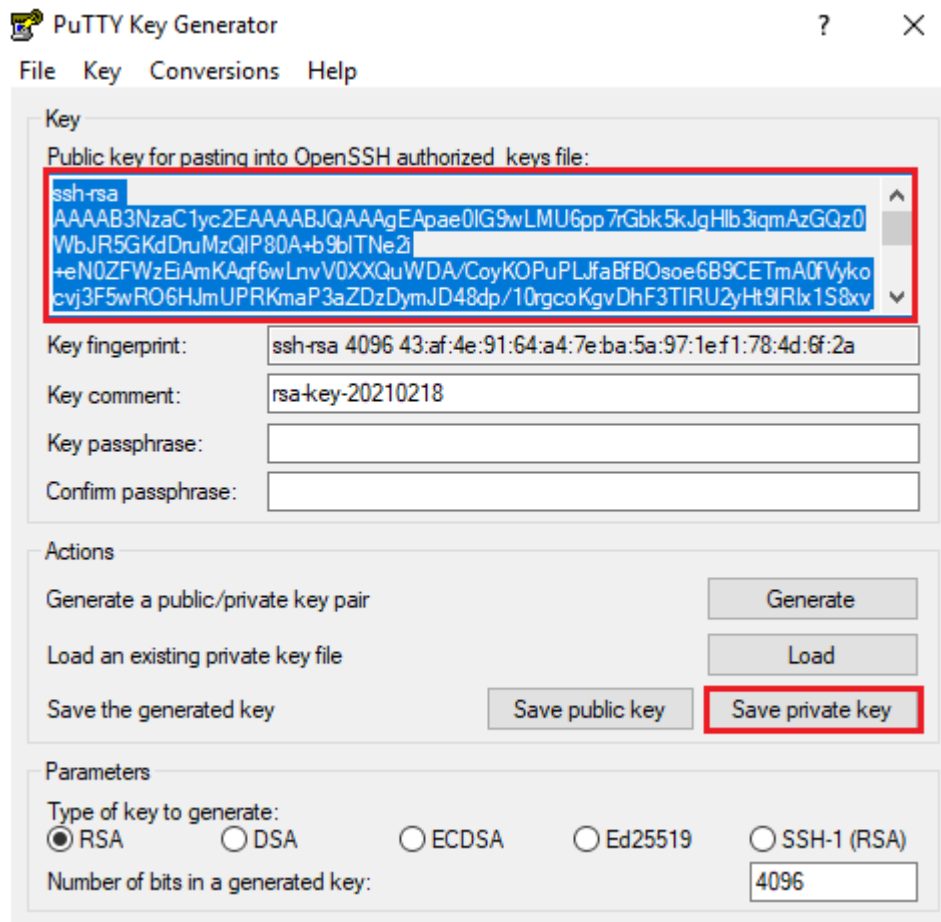 PuTTY Key Generator ? ×
File Key Conversions Help
Key
Public key for pasting into OpenSSH authorized_keys file:
ssh-rsa
AAAAB3NzaC1yc2EAAAABJQAAAgEApae0IG9wLMU6pp7rGbk5kJgHIb3iqmAzGQz0
WbJR5GKdDruMzQIP80A+b9bITNe2i
+eN0ZFWzEiAmKAqf6wLnvV0XXQuWDA/CoyKOPuPLJfaBfBOsoe6B9CETmA0fVyko
cvj3F5wRO6HJmUPRKmaP3aZDzDymJD48dp/10rgcoKgvDhF3TIRU2yHt9IRIx1S8xv
Key fingerprint: ssh-rsa 4096 43:af:4e:91:64:a4:7e:ba:5a:97:1e:f1:78:4d:6f:2a
Key comment: rsa-key-20210218
Key passphrase:
Confirm passphrase:
Actions
Generate a public/private key pair Generate
Load an existing private key file Load
Save the generated key Save public key Save private key
Parameters
Type of key to generate:
RSA DSA ECDSA Ed25519 SSH-1 (RSA)
Number of bits in a generated key: 4096